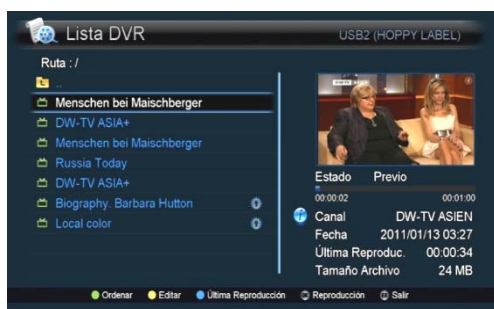 Lista DVR
USB2 (HOPPY LABEL)
Ruta : /
..
Menschen bei Maischberger
DW-TV ASIA+
Menschen bei Maischberger
Russia Today
DW-TV ASIA+
Biography. Barbara Hutton
Local color
Estado Previo
00:00:02 00:01:00
Canal DW-TV ASIEN
Fecha 2011/01/13 03:27
Última Reproduc. 00:00:34
Tamaño Archivo 24 MB
Ordenar Editar Última Reproducción Reproducción Salir